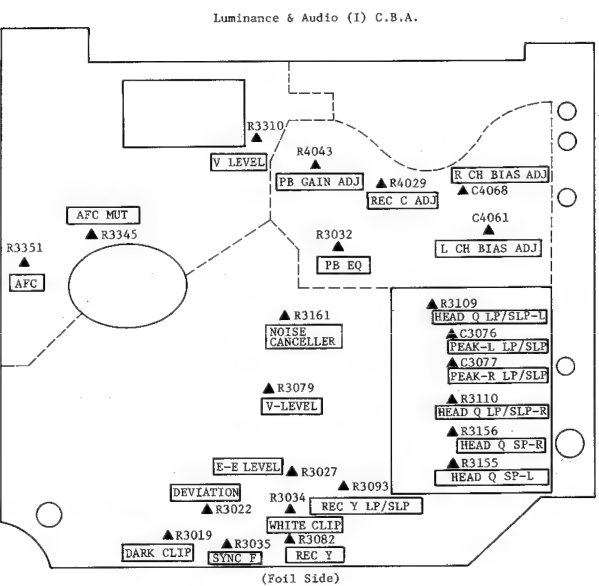 Luminance & Audio (I) C.B.A.
R3310
V LEVEL
R4043
PB GAIN ADJ
R4029
REC C ADJ
R CH BIAS ADJ
C4068
C4061
L CH BIAS ADJ
AFC MUT
R3345
R3351
AFC
R3032
PB EQ
R3161
NOISE
CANCELLER
R3109
HEAD Q LP/SLP-L
C3076
PEAK-L LP/SLP
C3077
PEAK-R LP/SLP
R3110
HEAD Q LP/SLP-R
R3156
HEAD Q SP-R
R3155
HEAD Q SP-L
R3079
V-LEVEL
E-E LEVEL
R3027
R3093
REC Y LP/SLP
DEVIATION
R3022
R3034
WHITE CLIP
R3082
REC Y
R3019
DARK CLIP
R3035
SYNC F
(Foil Side)